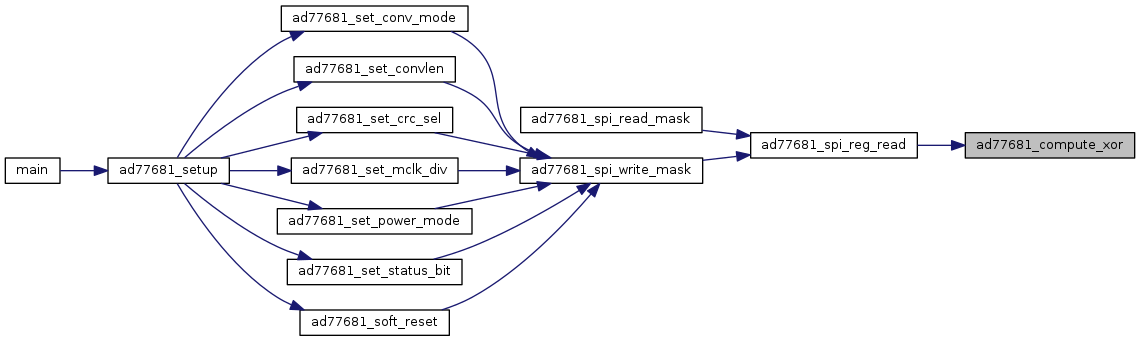 main
ad77681_setup
ad77681_set_conv_mode
ad77681_set_convlen
ad77681_set_crc_sel
ad77681_set_mclk_div
ad77681_set_power_mode
ad77681_set_status_bit
ad77681_soft_reset
ad77681_spi_read_mask
ad77681_spi_write_mask
ad77681_spi_reg_read
ad77681_compute_xor